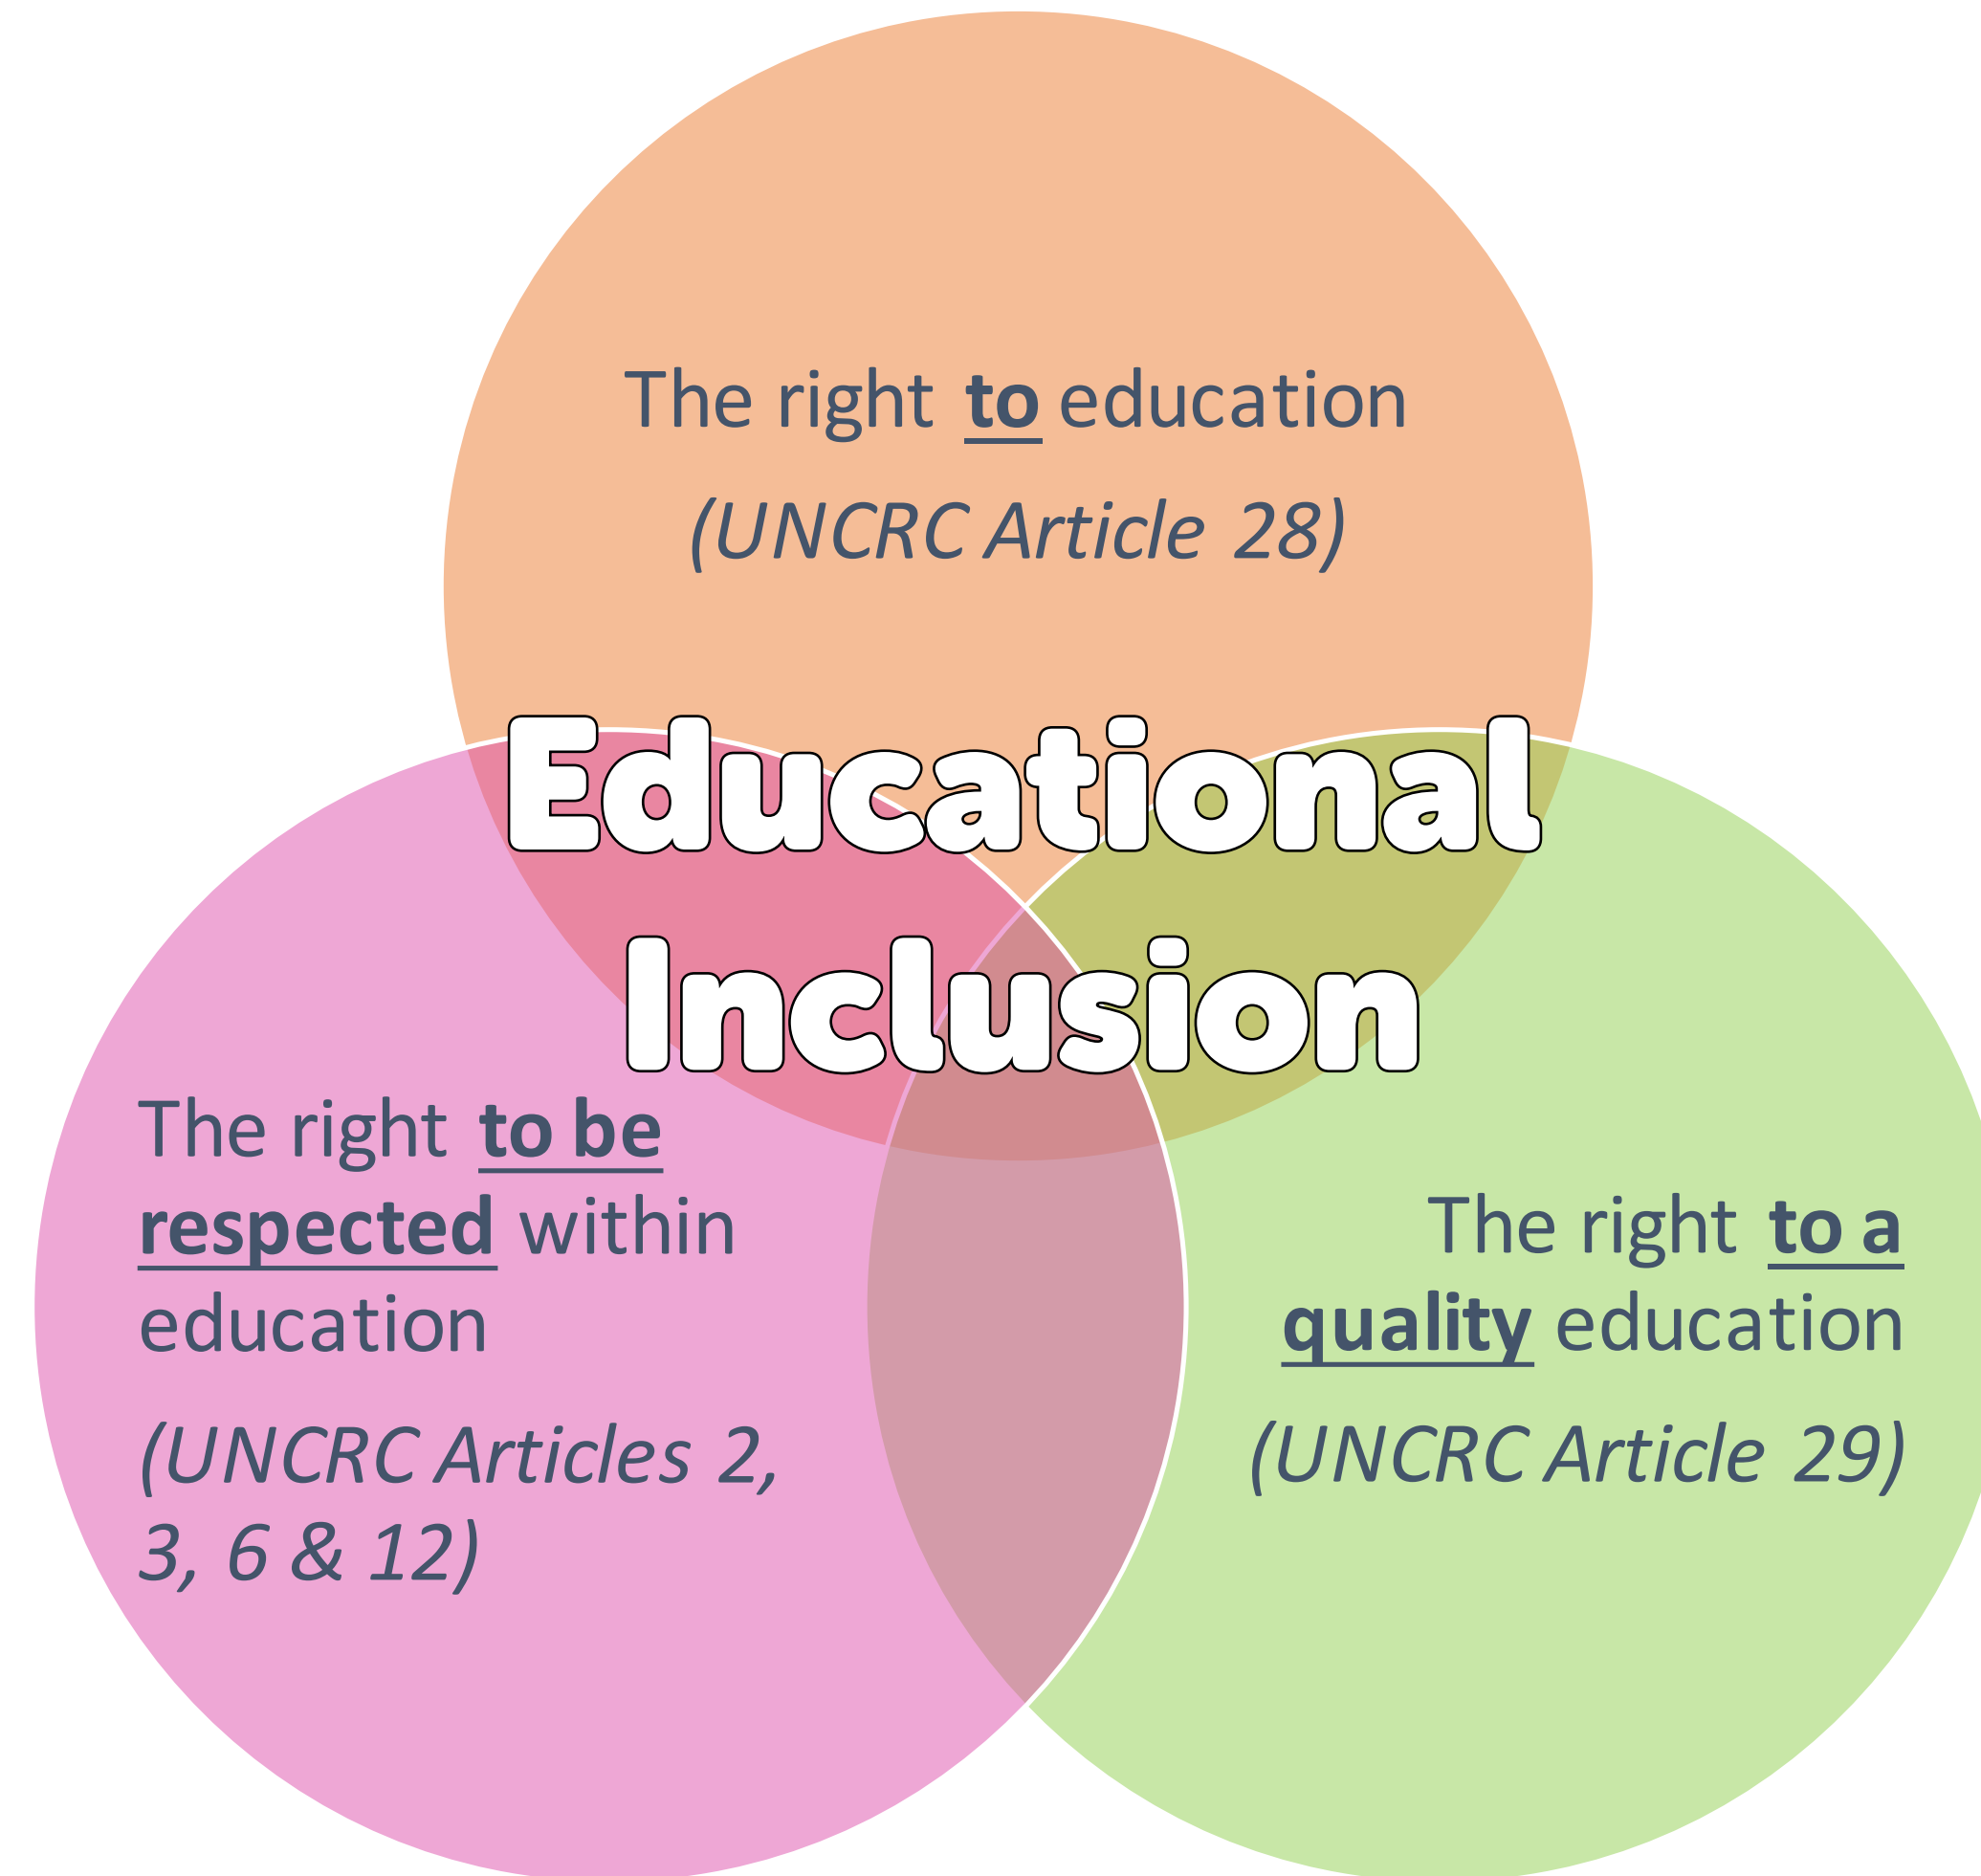 The right to education
(UNCRC Article 28)
Educational
Inclusion
The right to be
respected within
education
(UNCRC Articles 2,
3, 6 & 12)
The right to a
quality education
(UNCRC Article 29)